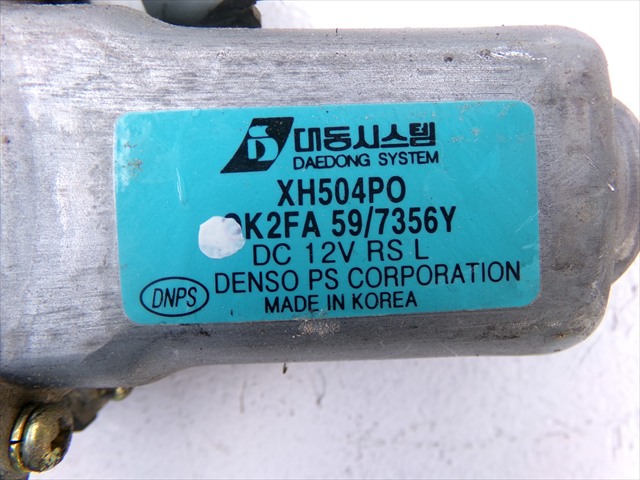 대동시스템
DAEDONG SYSTEM
XH504PO
K2FA 59/7356Y
DC 12V RS L
DENSO PS CORPORATION
DNPS
MADE IN KOREA